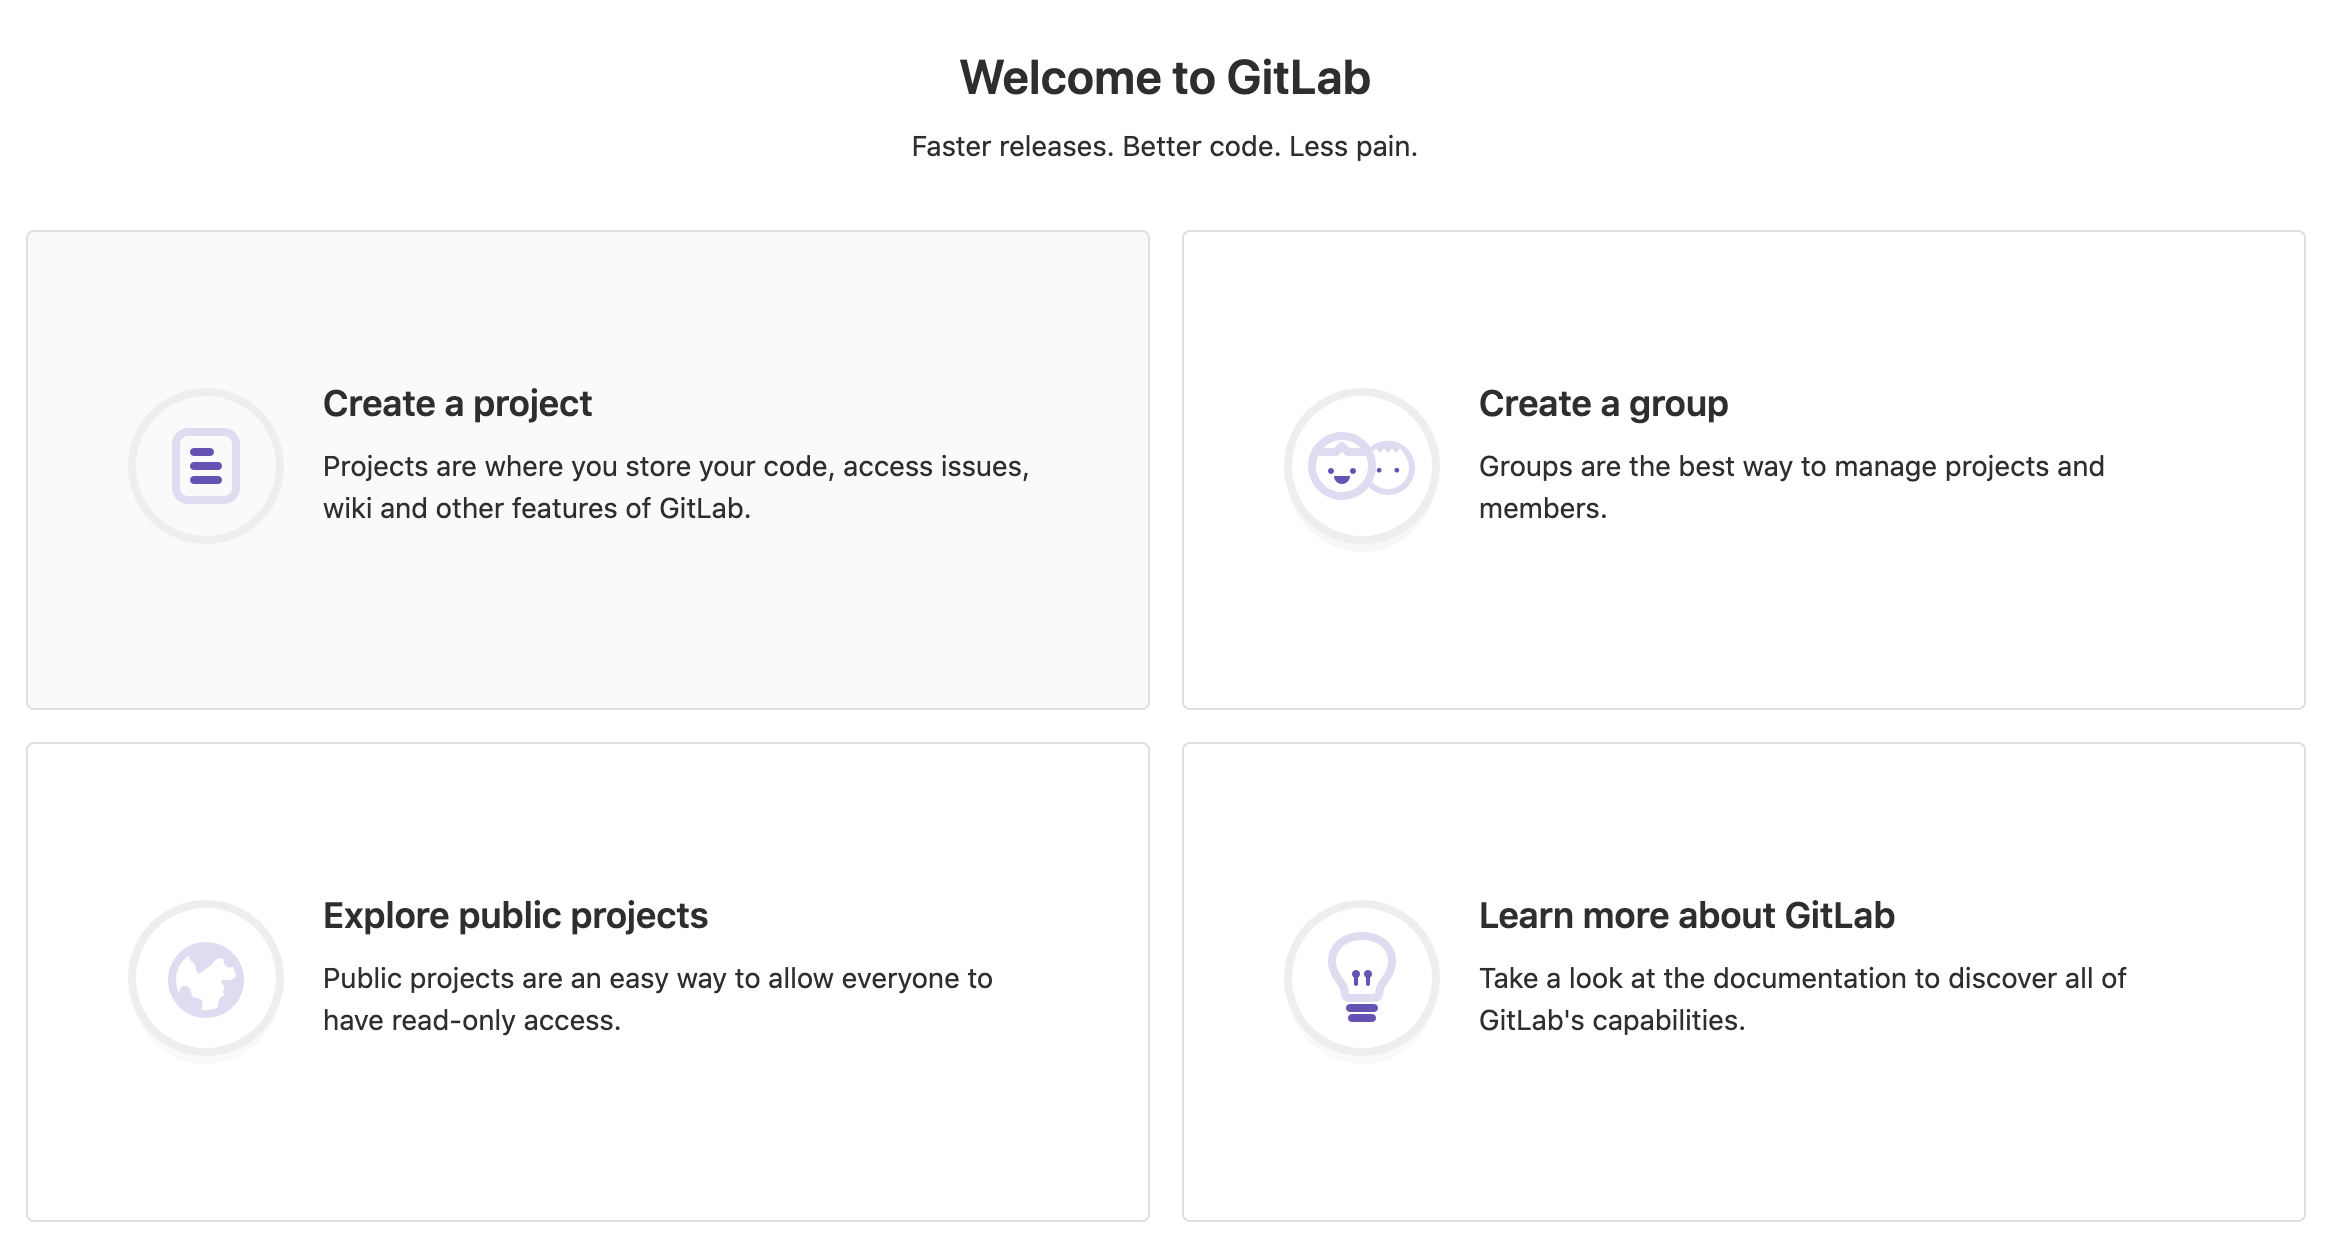 Welcome to GitLab
Faster releases. Better code. Less pain.
Create a project
Projects are where you store your code, access issues,
wiki and other features of GitLab.
Create a group
Groups are the best way to manage projects and
members.
Explore public projects
Public projects are an easy way to allow everyone to
have read-only access.
Learn more about GitLab
Take a look at the documentation to discover all of
GitLab's capabilities.